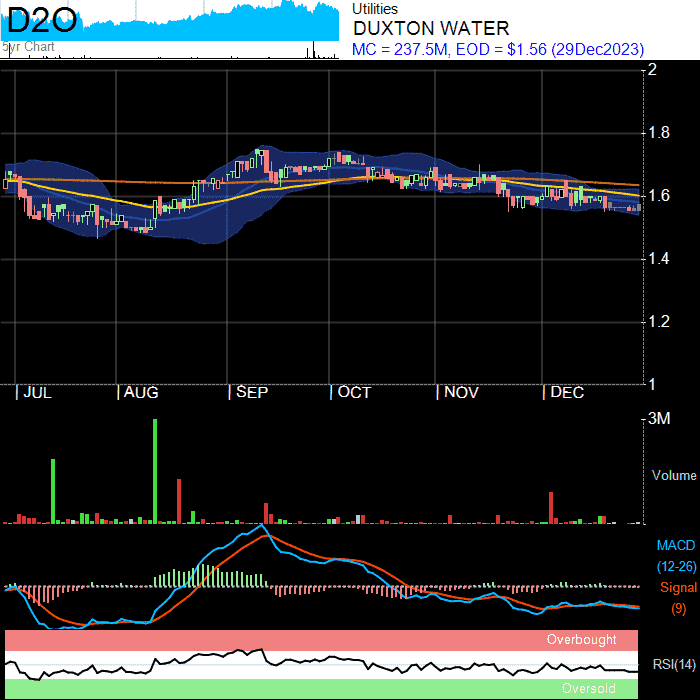 D2O
5yr Chart
Utilities
DUXTON WATER
MC = 237.5M, EOD = $1.56 (29Dec2023)
2
1.8
1.6
1.4
1.2
1
JUL AUG SEP OCT NOV DEC
3M
Volume
MACD
(12-26)
Signal
(9)
Overbought
RSI(14)
Oversold